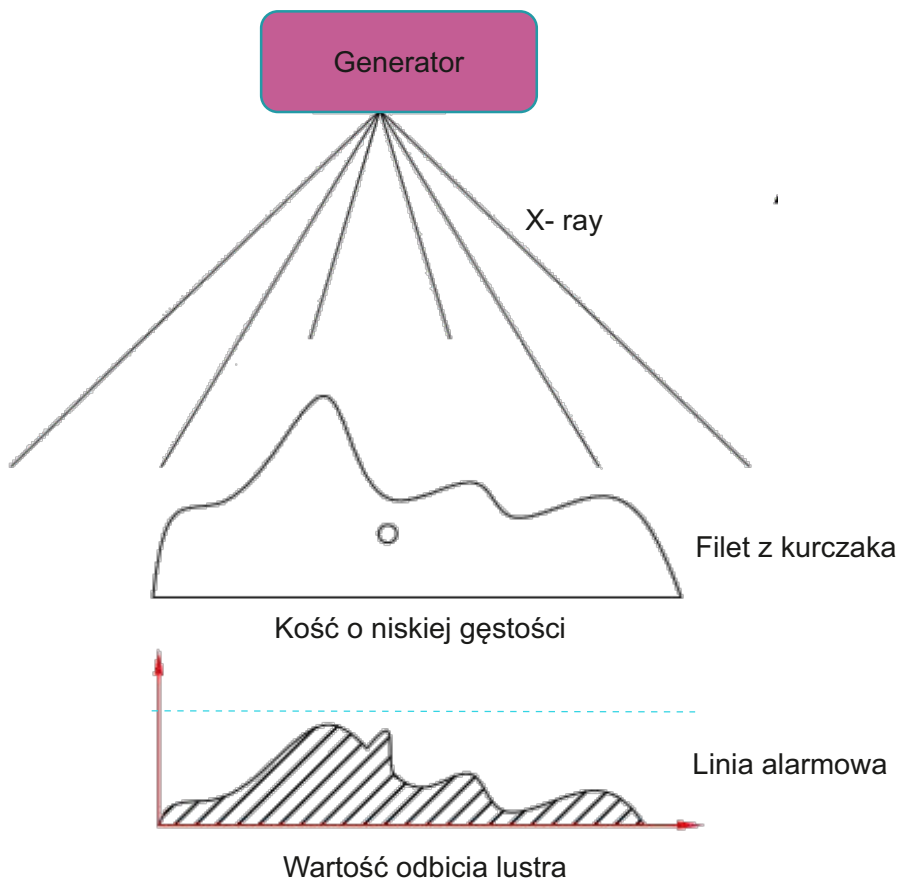 Generator
X- ray
Filet z kurczaka
Kość o niskiej gęstości
Linia alarmowa
Wartość odbicia lustra